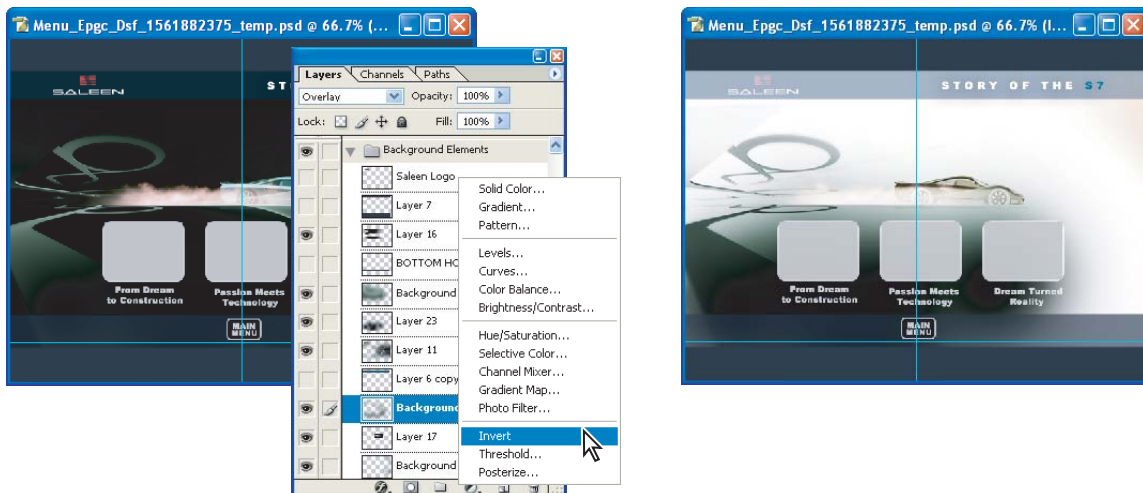 Menu_Epgc_Dsf_1561882375_temp.psd @ 66.7% (...
SALEEN
Layers Channels Paths
Overlay Opacity: 100%
Lock: Fill: 100%
Background Elements
Saleen Logo
Layer 7
Layer 16
BOTTOM HO
Background
Layer 23
Layer 11
Layer 6 copy
Background
Layer 17
Background
Solid Color...
Gradient...
Pattern...
Levels...
Curves...
Color Balance...
Brightness/Contrast...
Hue/Saturation...
Selective Color...
Channel Mixer...
Gradient Map...
Photo Filter...
Invert
Threshold...
Posterize...
From Dream
to Construction
Passion Meets
Technology
MAIN
MENU
Menu_Epgc_Dsf_1561882375_temp.psd @ 66.7% (I...
SALEEN
STORY OF THE S7
From Dream
to Construction
Passion Meets
Technology
Dream Turned
Reality
MAIN
MENU